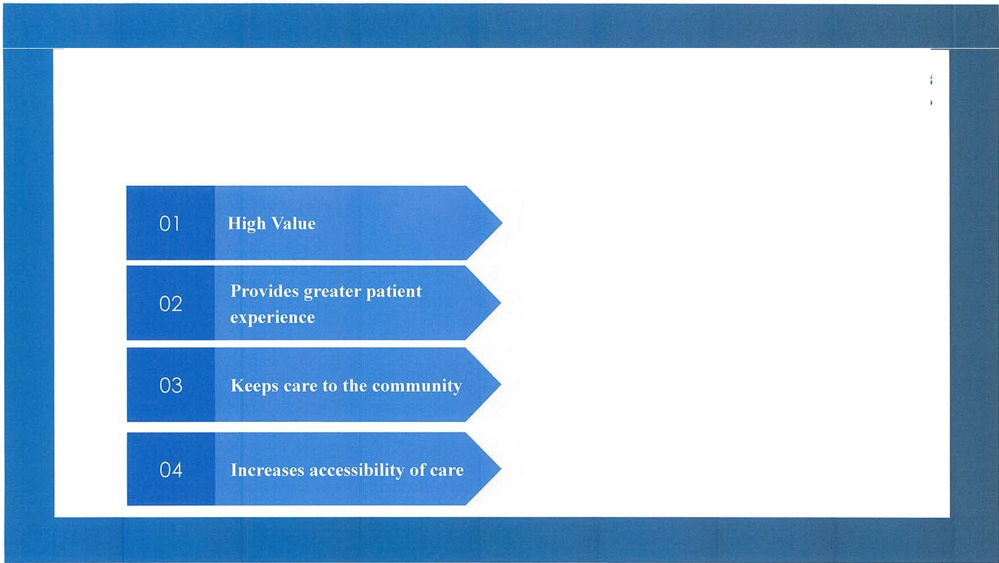 01 High Value
02 Provides greater patient
experience
03 Keeps care to the community
04 Increases accessibility of care